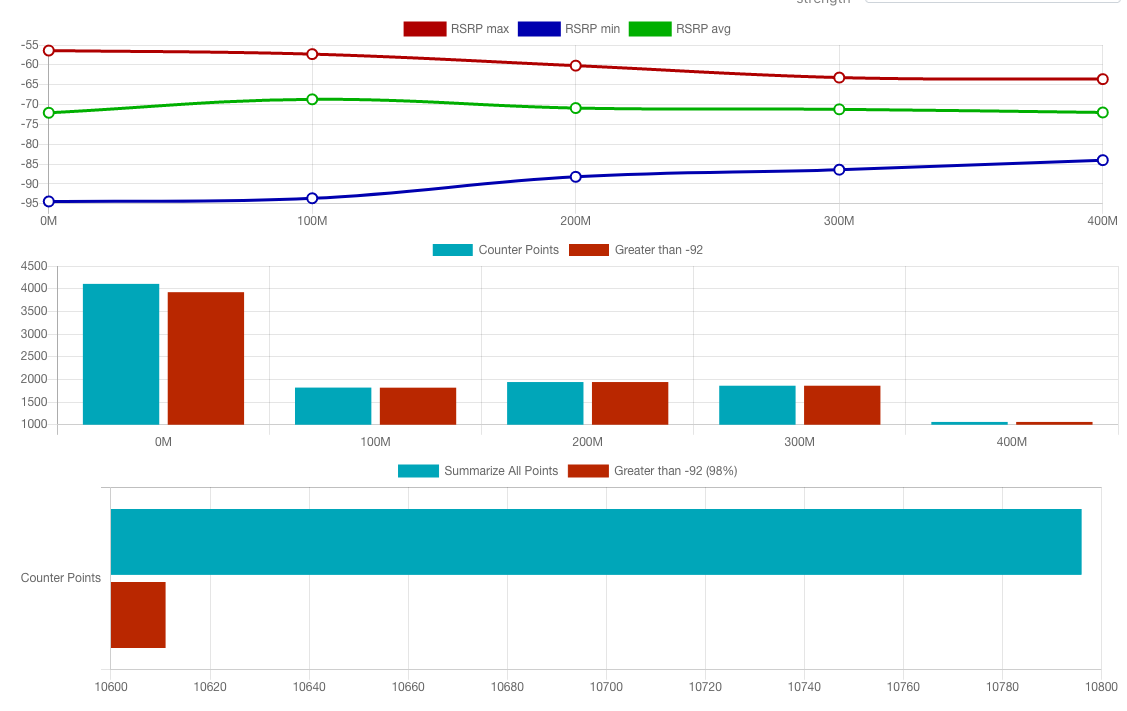 strength
RSRP max RSRP min RSRP avg
-55
-60
-65
-70
-75
-80
-85
-90
-95
0M 100M 200M 300M 400M
Counter Points Greater than -92
4500
4000
3500
3000
2500
2000
1500
1000
0M 100M 200M 300M 400M
Summarize All Points Greater than -92 (98%)
Counter Points
10600 10620 10640 10660 10680 10700 10720 10740 10760 10780 10800